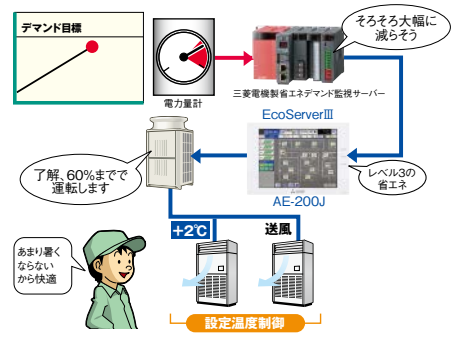 デマンド目標
電力量計
そろそろ大幅に
減らそう
三菱電機製省エネデマンド監視サーバー
EcoServerⅢ
了解、60%までで
運転します
レベル3の
省エネ
AE-200J
+2℃
送風
あまり暑く
ならない
から快適
設定温度制御